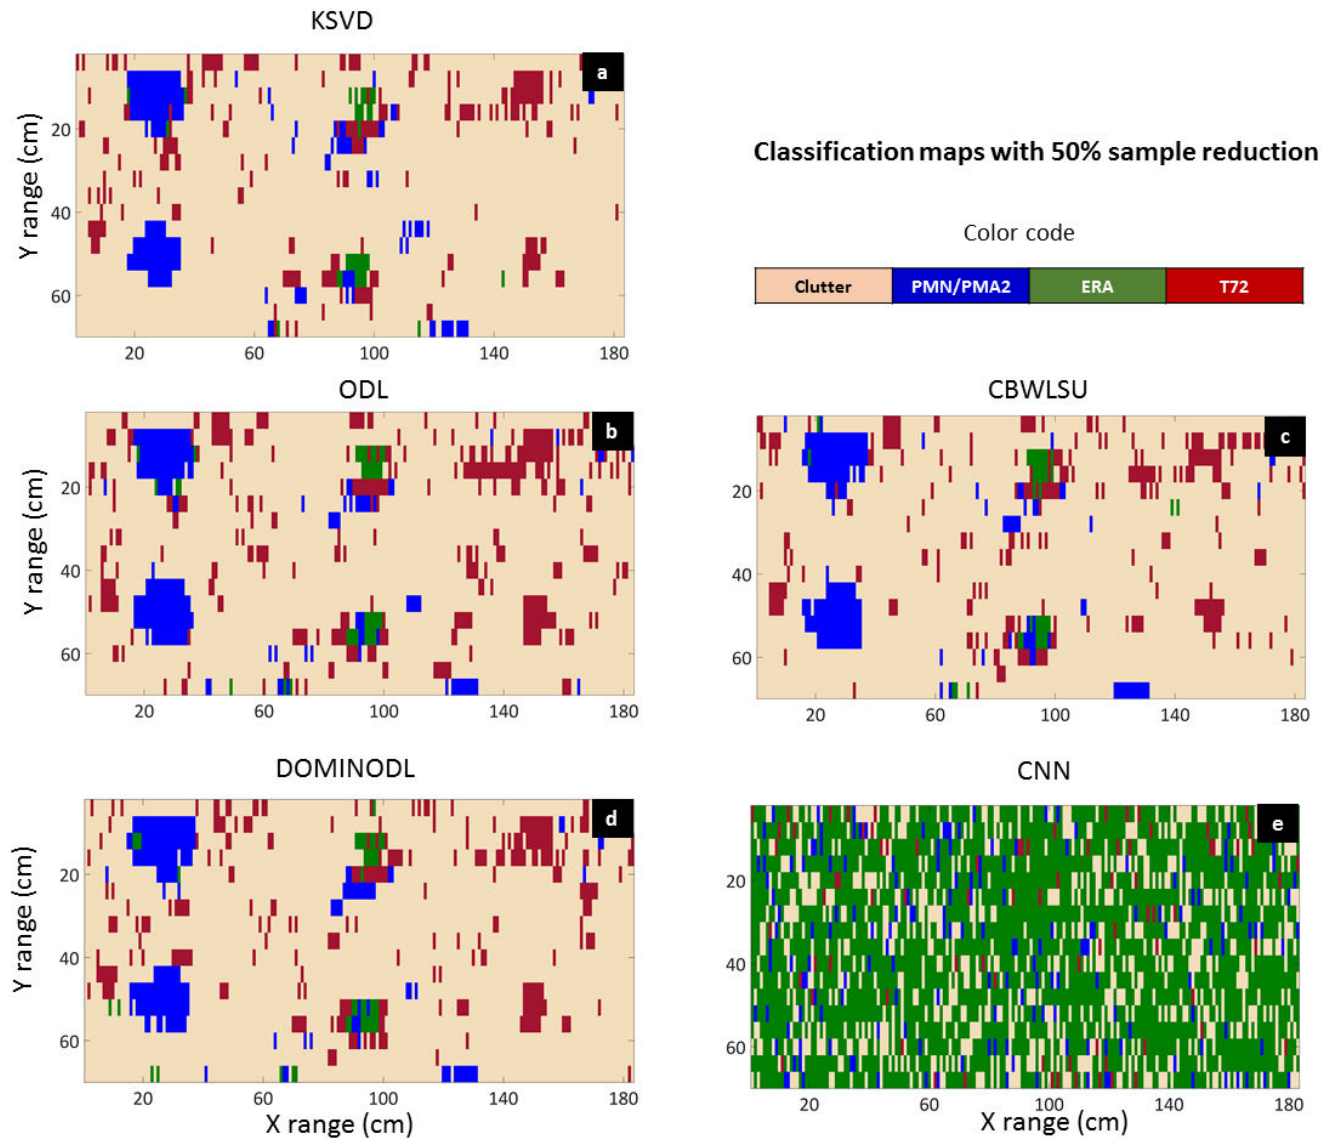 KSVD
a
Y range (cm)
20
40
60
20
60
100
140
180
Classification maps with 50% sample reduction
Color code
Clutter
PMN/PMA2
ERA
T72
ODL
b
Y range (cm)
20
40
60
20
60
100
140
180
CBWLSU
c
20
40
60
20
60
100
140
180
DOMINODL
d
Y range (cm)
20
40
60
20
60
100
140
180
X range (cm)
CNN
e
20
40
60
20
60
100
140
180
X range (cm)